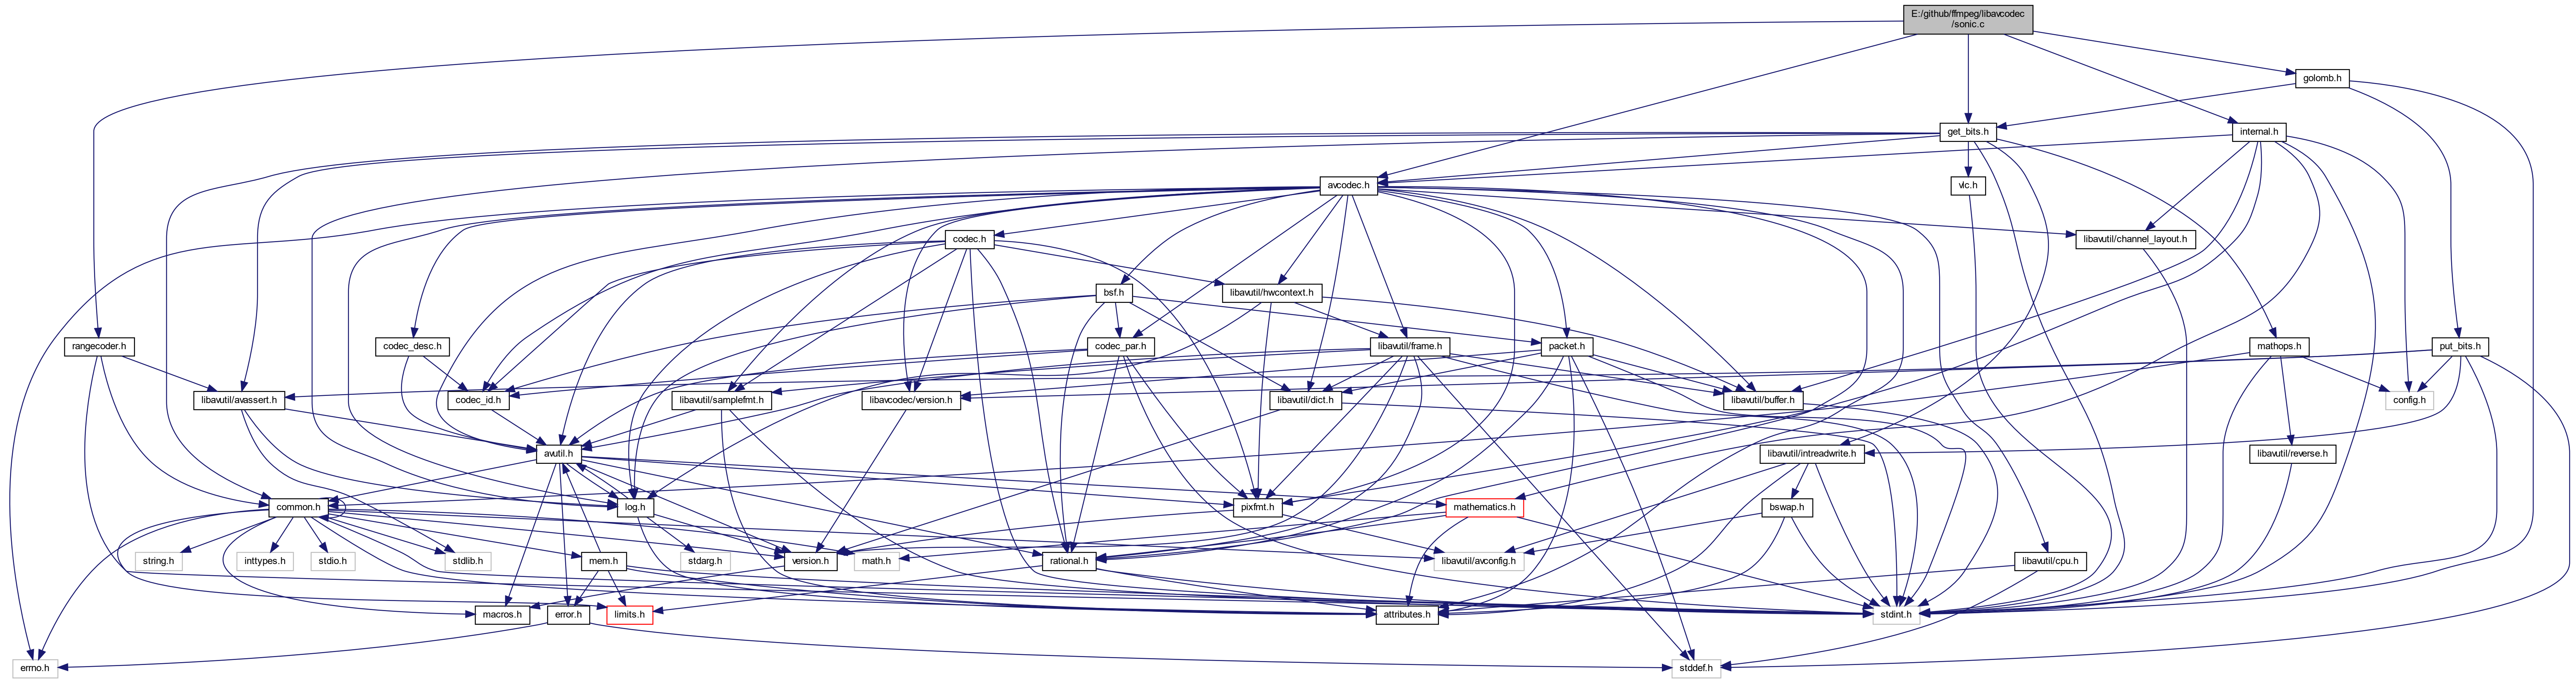 E:/github/ffmpeg/libavcodec
/sonic.c
golomb.h
get_bits.h
internal.h
avcodec.h
vlc.h
codec.h
libavutil/channel_layout.h
bsf.h
libavutil/hwcontext.h
rangecoder.h
codec_desc.h
codec_par.h
libavutil/frame.h
packet.h
mathops.h
put_bits.h
libavutil/avassert.h
codec_id.h
libavutil/samplefmt.h
libavcodec/version.h
libavutil/dict.h
libavutil/buffer.h
config.h
avutil.h
libavutil/intreadwrite.h
libavutil/reverse.h
common.h
log.h
pixfmt.h
mathematics.h
bswap.h
string.h
inttypes.h
stdio.h
stdlib.h
mem.h
stdarg.h
version.h
math.h
rational.h
libavutil/avconfig.h
libavutil/cpu.h
macros.h
error.h
limits.h
attributes.h
stdint.h
errno.h
stddef.h